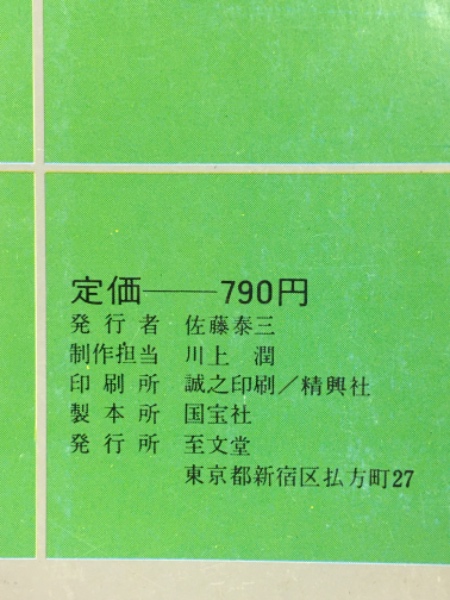 定価——790円
発行者 佐藤泰三
制作担当 川上 潤
印刷所 誠之印刷／精興社
製本所 国宝社
発行所 至文堂
東京都新宿区払方町27